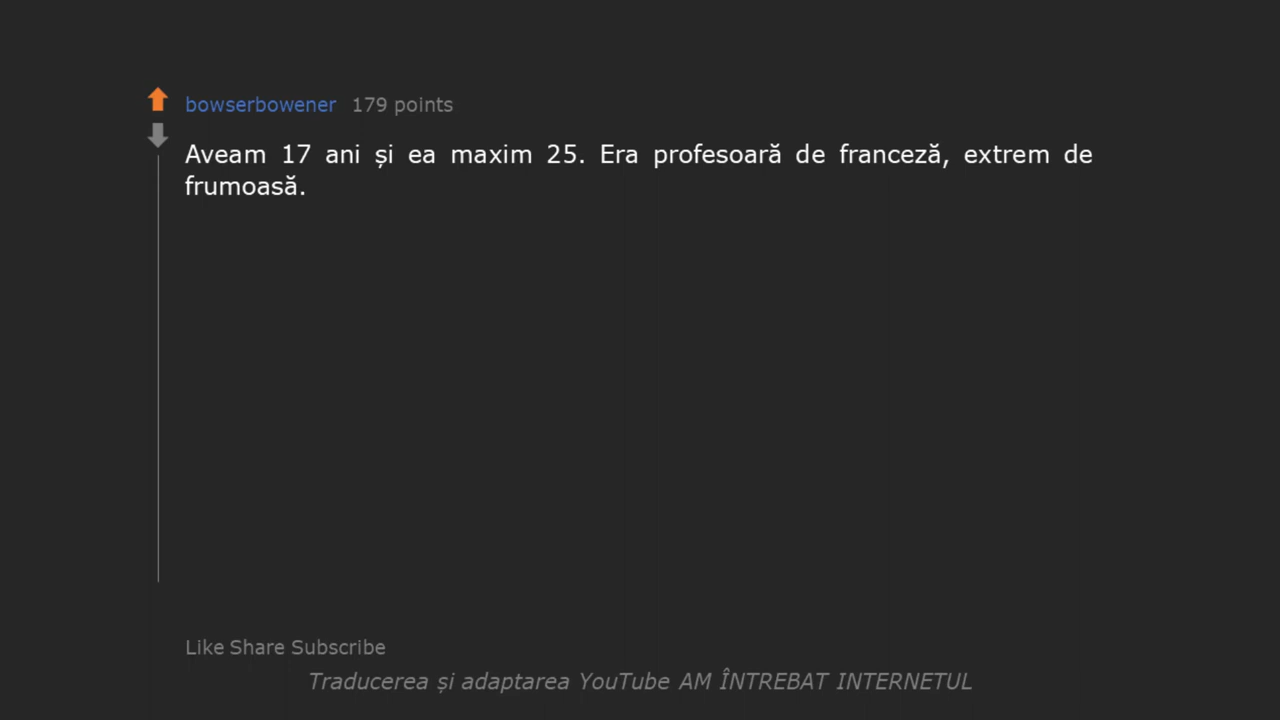 bowserbowener 179 points
Aveam 17 ani și ea maxim 25. Era profesoară de franceză, extrem de
frumoasă.
Like Share Subscribe
Traducerea și adaptarea YouTube AM ÎNTREBAT INTERNETUL